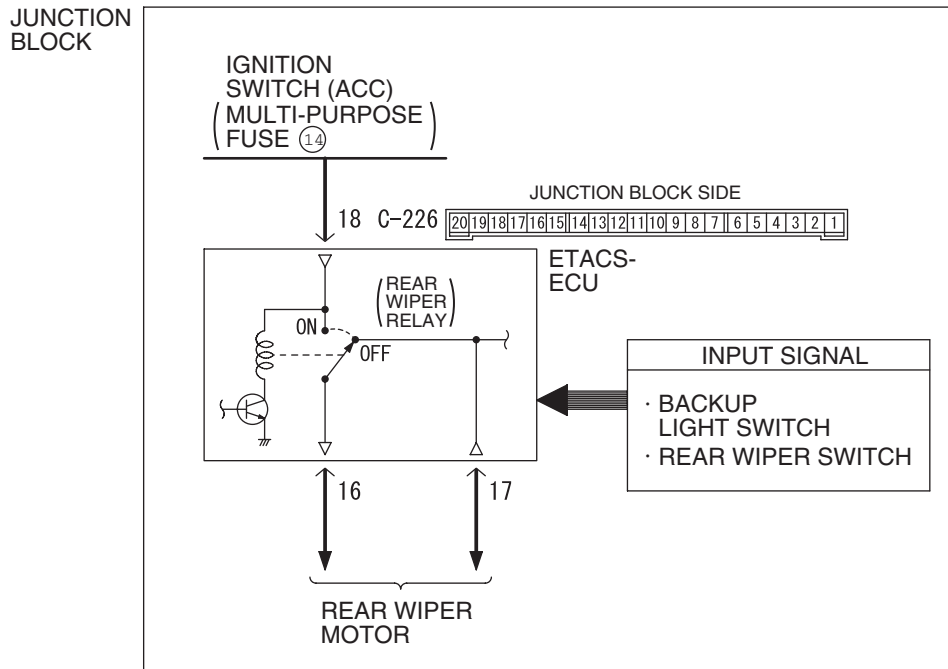 JUNCTION
BLOCK
IGNITION
SWITCH (ACC)
(MULTI-PURPOSE)
FUSE 14
18 C-226
JUNCTION BLOCK SIDE
20 19 18 17 16 15 14 13 12 11 10 9 8 7 6 5 4 3 2 1
ETACS-
ECU
(REAR
WIPER
RELAY)
ON
OFF
INPUT SIGNAL
· BACKUP
LIGHT SWITCH
· REAR WIPER SWITCH
16
17
REAR WIPER
MOTOR